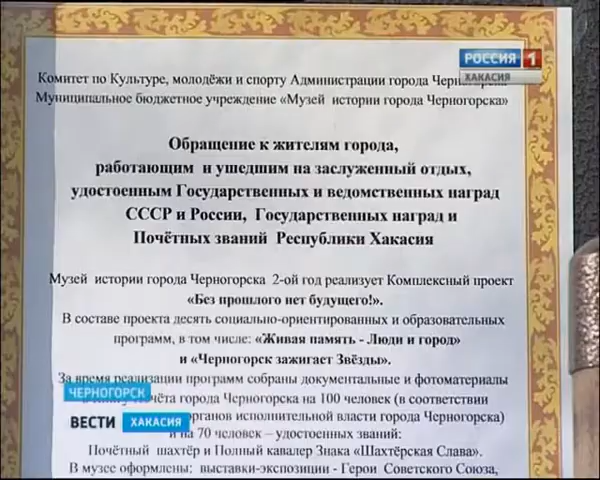 РОССИЯ 1
ХАКАСИЯ
Комитет по Культуре, молодёжи и спорту Администрации города
Муниципальное бюджетное учреждение «Музей истории города Черногорска»
Обращение к жителям города,
работающим и ушедшим на заслуженный отдых,
удостоенным Государственных и ведомственных наград
СССР и России, Государственных наград и
Почётных званий Республики Хакасия
Музей истории города Черногорска 2-ой год реализует Комплексный проект
«Без прошлого нет будущего!».
В составе проекта десять социально-ориентированных и образовательных
программ, в том числе: «Живая память - Люди и город»
и «Черногорск зажигает Звёзды».
За время реализации программ собраны документальные и фотоматериалы
города Черногорска на 100 человек (в соответствии
органов исполнительной власти города Черногорска)
и на 70 человек – удостоенных званий:
Почётный шахтёр и Полный кавалер Знака «Шахтёрская Слава».
В музее оформлены: выставки-экспозиции - Герои Советского Союза,
ЧЕРНОГОРСК
ВЕСТИ ХАКАСИЯ